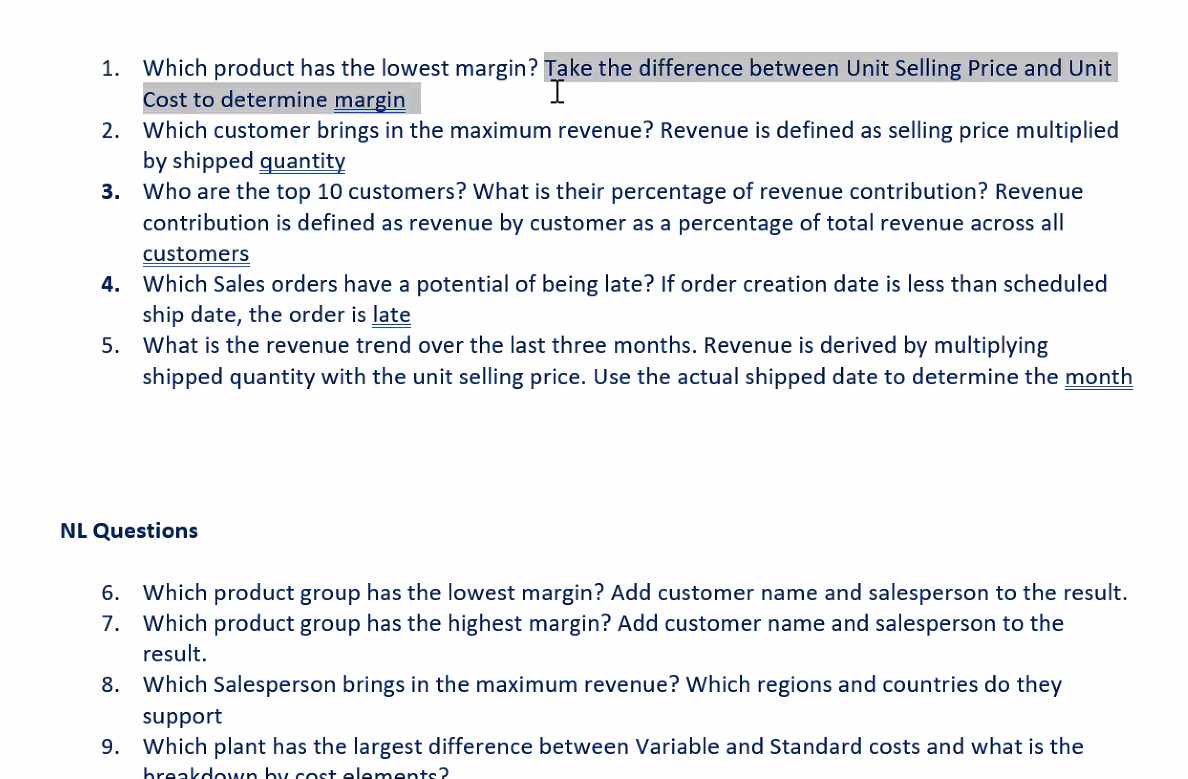 1. Which product has the lowest margin? Take the difference between Unit Selling Price and Unit
Cost to determine margin
2. Which customer brings in the maximum revenue? Revenue is defined as selling price multiplied
by shipped quantity
3. Who are the top 10 customers? What is their percentage of revenue contribution? Revenue
contribution is defined as revenue by customer as a percentage of total revenue across all
customers
4. Which Sales orders have a potential of being late? If order creation date is less than scheduled
ship date, the order is late
5. What is the revenue trend over the last three months. Revenue is derived by multiplying
shipped quantity with the unit selling price. Use the actual shipped date to determine the month
NL Questions
6. Which product group has the lowest margin? Add customer name and salesperson to the result.
7. Which product group has the highest margin? Add customer name and salesperson to the
result.
8. Which Salesperson brings in the maximum revenue? Which regions and countries do they
support
9. Which plant has the largest difference between Variable and Standard costs and what is the
breakdown by cost elements?